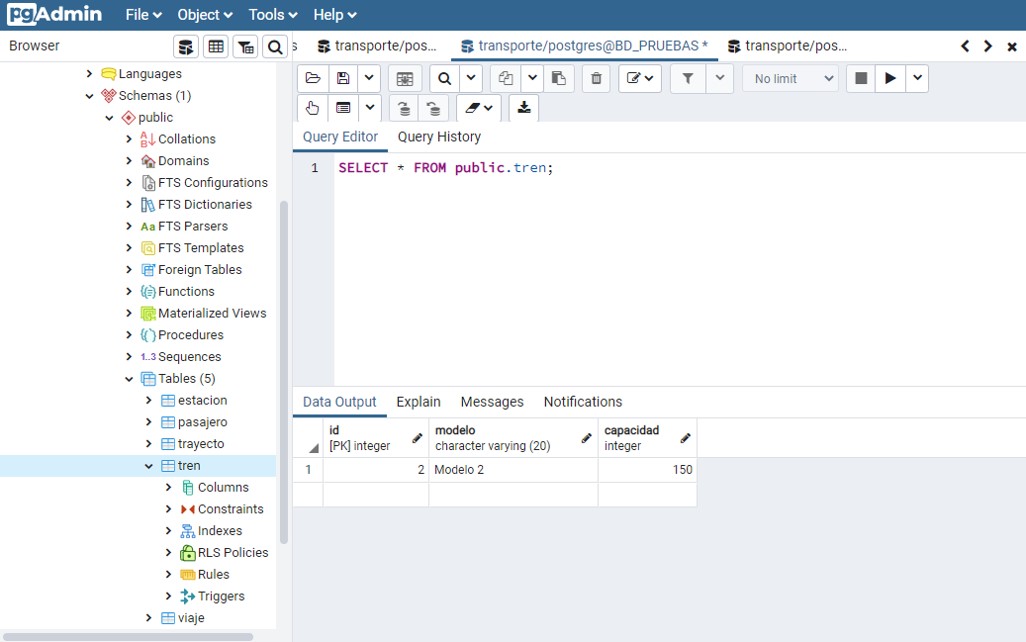 pgAdmin File Object Tools Help
Browser
s transporte/pos... transporte/postgres@BD_PRUEBAS * transporte/pos...
Languages
Schemas (1)
public
Collations
Domains
FTS Configurations
FTS Dictionaries
Aa FTS Parsers
FTS Templates
Foreign Tables
Functions
Materialized Views
Procedures
1..3 Sequences
Tables (5)
estacion
pasajero
trayecto
tren
Columns
Constraints
Indexes
RLS Policies
Rules
Triggers
viaje
No limit
Query Editor Query History
1 SELECT * FROM public.tren;
Data Output Explain Messages Notifications
id modelo capacidad
[PK] integer character varying (20) integer
1 2 Modelo 2 150